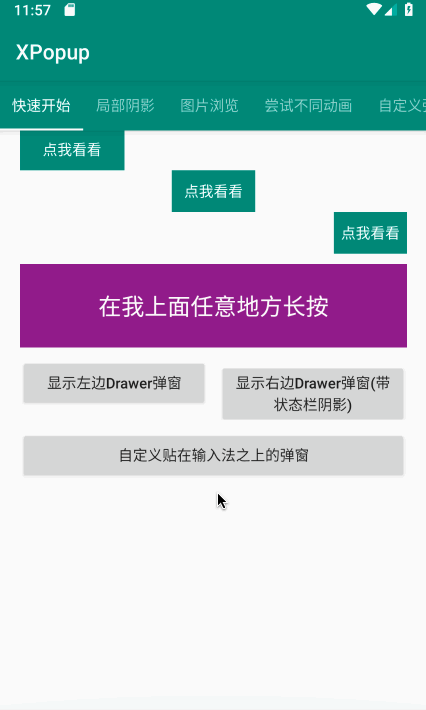 11:57
XPopup
快速开始 局部阴影 图片浏览 尝试不同动画 自定义
点我看看
点我看看
点我看看
在我上面任意地方长按
显示左边Drawer弹窗
显示右边Drawer弹窗(带
状态栏阴影)
自定义贴在输入法之上的弹窗